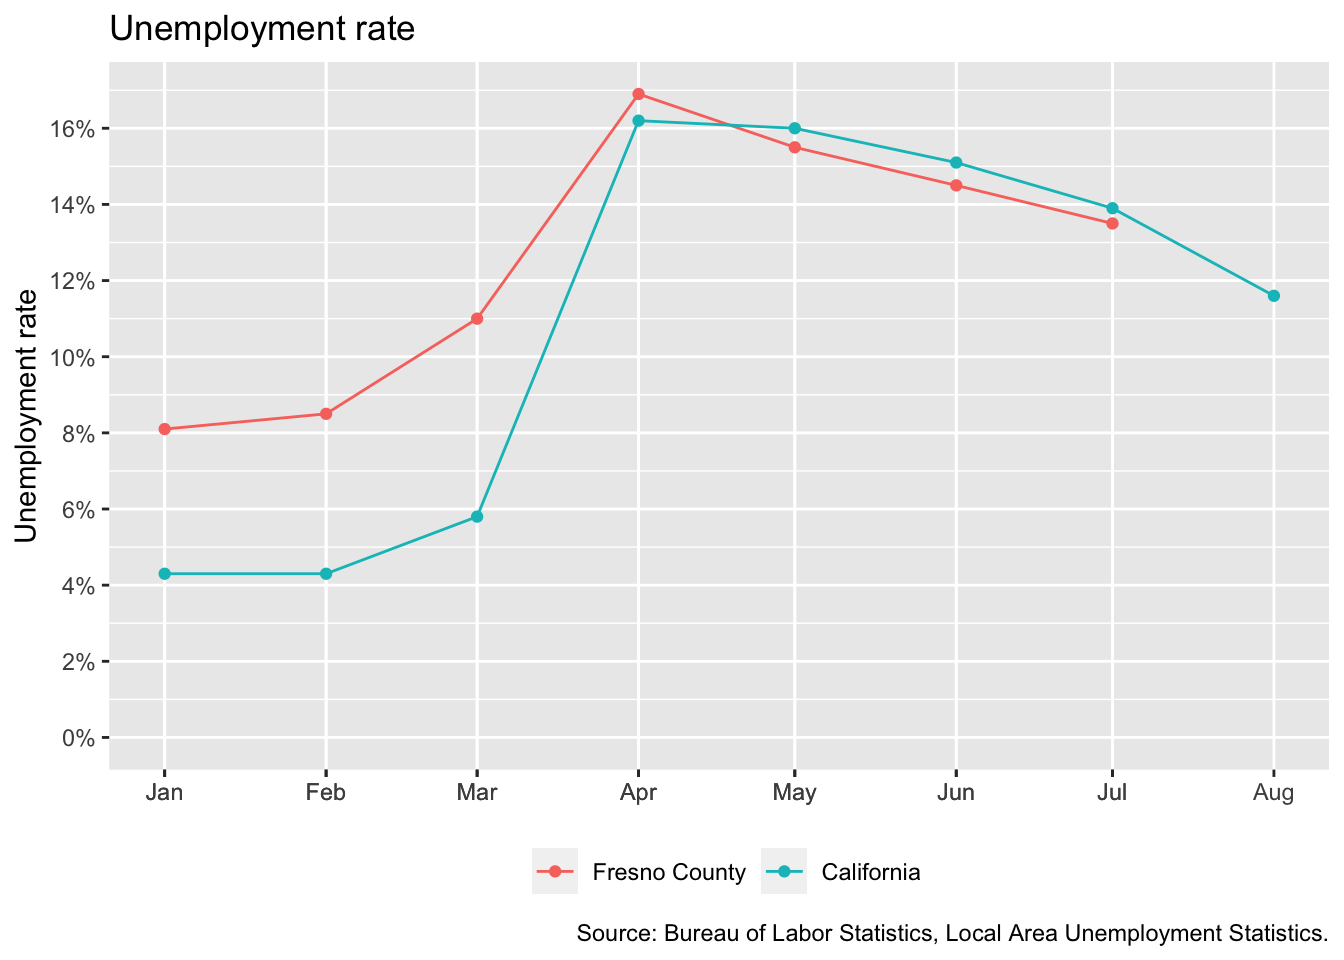 Unemployment rate
Unemployment rate
16%
14%
12%
10%
8%
6%
4%
2%
0%
Jan Feb Mar Apr May Jun Jul Aug
Fresno County California
Source: Bureau of Labor Statistics, Local Area Unemployment Statistics.